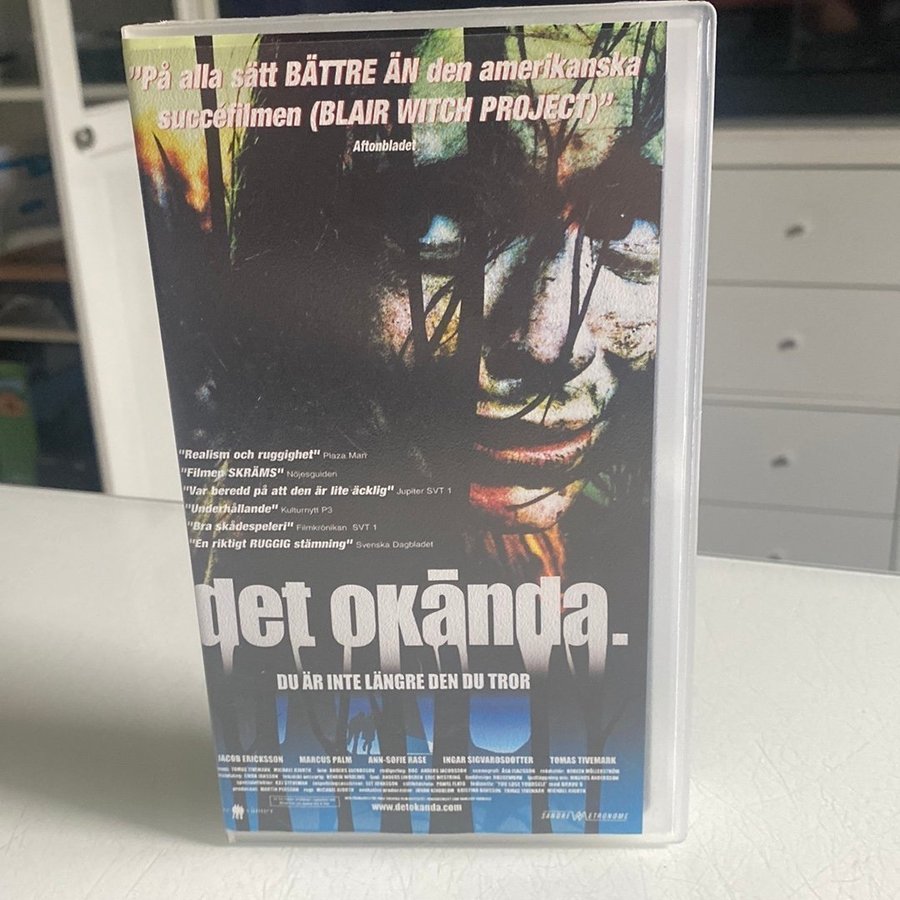 "På alla sätt BÄTTRE ÄN den amerikanska
succéfilmen (BLAIR WITCH PROJECT)"
Aftonbladet
"Realism och ruggighet" Plaza Man
"Filmen SKRÄMS" Nöjesguiden
"Var beredd på att den är lite äcklig" Jupiter SVT 1
"Underhållande" Kulturnytt P3
"Bra skådespeleri" Filmkrönikan SVT 1
"En riktigt RUGGIG stämning" Svenska Dagbladet
det okända.
DU ÄR INTE LÄNGRE DEN DU TROR
JACOB ERICKSSON MARCUS PALM ANN-SOFIE RASE INGAR SIGVARDSDOTTER TOMAS TIVEMARK
www.detokanda.com
SANDREW METRONOME